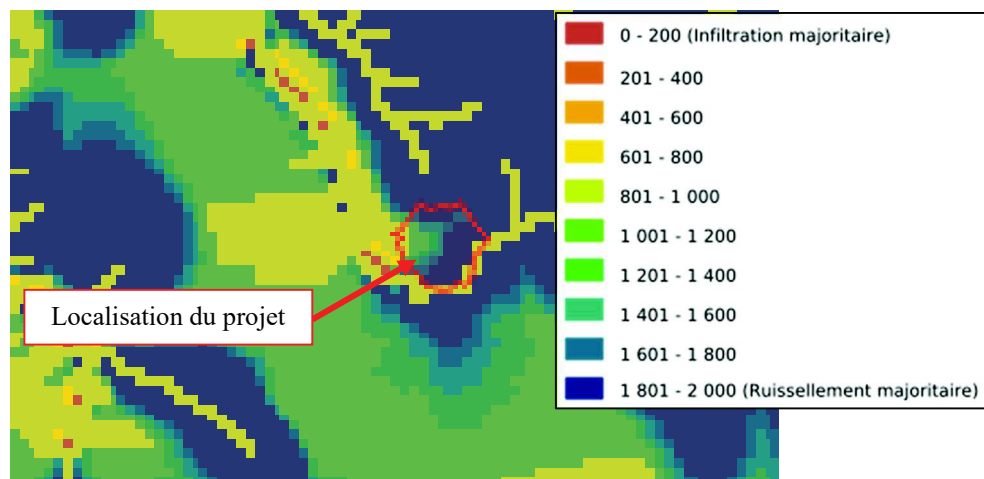 0 - 200 (Infiltration majoritaire)
201 - 400
401 - 600
601 - 800
801 - 1 000
1 001 - 1 200
1 201 - 1 400
1 401 - 1 600
1 601 - 1 800
1 801 - 2 000 (Ruissellement majoritaire)
Localisation du projet